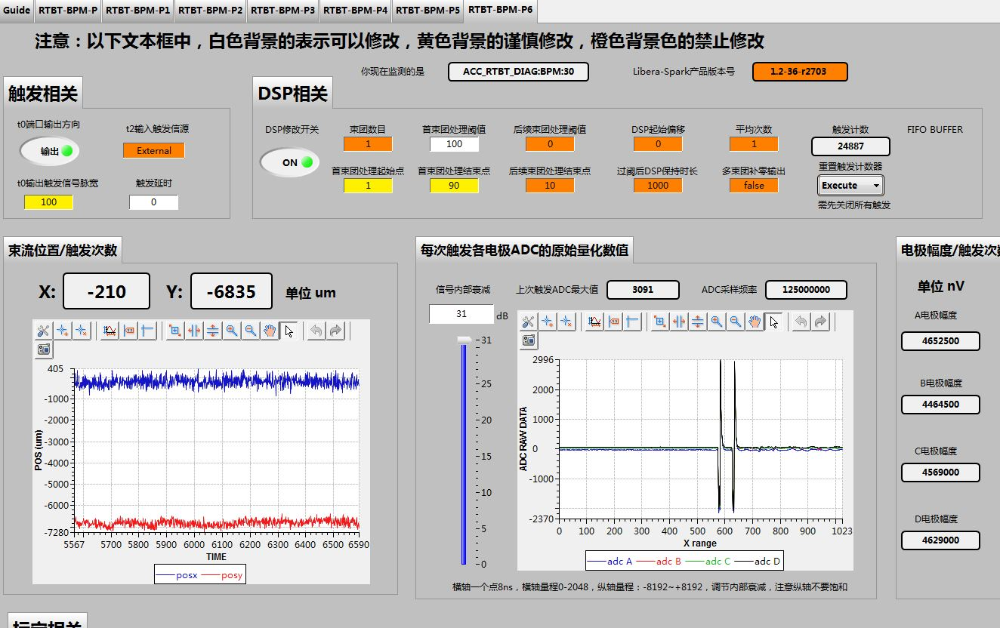 Guide RTBT-BPM-P RTBT-BPM-P1 RTBT-BPM-P2 RTBT-BPM-P3 RTBT-BPM-P4 RTBT-BPM-P5 RTBT-BPM-P6
注意：以下文本框中，白色背景的表示可以修改，黄色背景的谨慎修改，橙色背景色的禁止修改
你现在监测的是 ACC_RTBT_DIAG:BPM:30 Libera-Spark产品版本号 1.2-36-r2703
触发相关
t0端口输出方向 t2输入触发信源
输出 External
t0输出触发信号脉宽 触发延时
100 0
DSP相关
DSP修改开关 束团数目 首束团处理阈值 后续束团处理阈值 DSP起始偏移 平均次数 触发计数 FIFO BUFFER
ON 1 100 0 0 1 24887
首束团处理起始点 首束团处理结束点 后续束团处理结束点 过阈后DSP保持时长 多束团补零输出 重置触发计数器
1 90 10 1000 false Execute
需先关闭所有触发
束流位置/触发次数
X: -210 Y: -6835 单位 um
405
-1000
-2000
-3000
-4000
-5000
-6000
-7280
POS (um)
5567 5700 5800 5900 6000 6100 6200 6300 6400 6500 6590
TIME
posx posy
每次触发各电极ADC的原始量化数值
信号内部衰减 上次触发ADC最大值 3091 ADC采样频率 125000000
31 dB
31
25
20
15
10
5
0
2996
2000
1000
0
-1000
-2370
ADC RAW DATA
0 100 200 300 400 500 600 700 800 900 1023
X range
adc A adc B adc C adc D
横轴一个点8ns，横轴量程0-2048，纵轴量程：-8192~+8192，调节内部衰减，注意纵轴不要饱和
电极幅度/触发次数
单位 nV
A电极幅度
4652500
B电极幅度
4464500
C电极幅度
4569000
D电极幅度
4629000